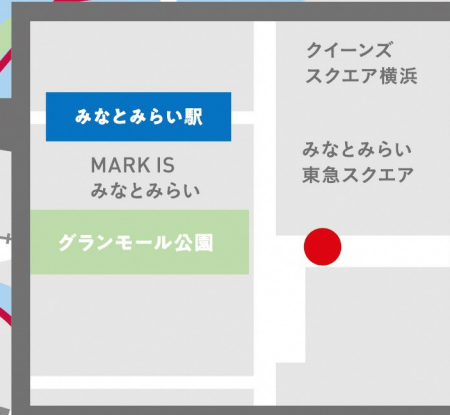 クイーンズ
スクエア横浜
みなとみらい駅
みなとみらい
東急スクエア
MARK IS
みなとみらい
グランモール公園